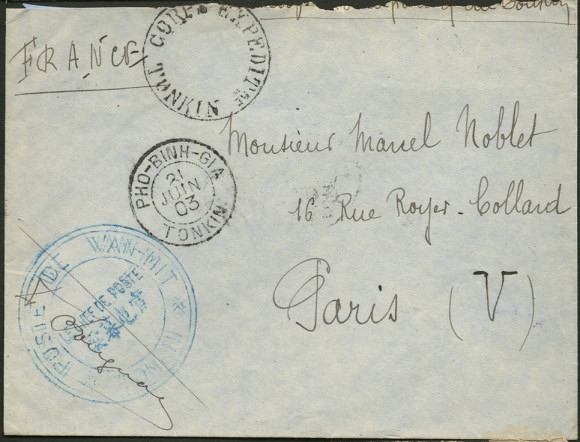 FRANCE
CORPS EXPEDITRE TONKIN
Monsieur Marcel Noblet
PHO-BINH-GIA
21
JUIN
03
TONKIN
16 Rue Royer-Collard
Paris (V)
POSTE DE WAN-MIT
DE POSTE